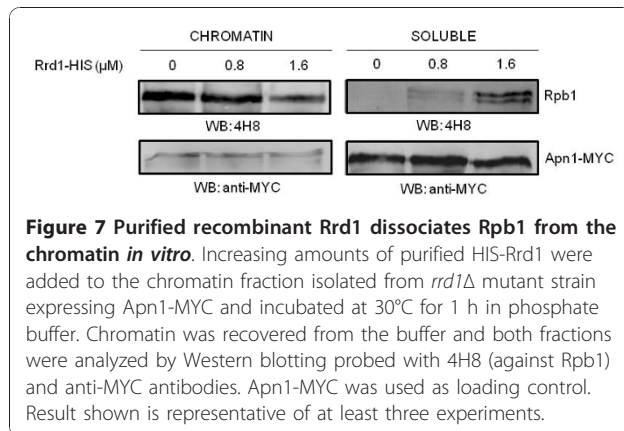 CHROMATIN SOLUBLE
Rrd1-HIS (µM) 0 0.8 1.6 0 0.8 1.6
Rpb1
WB: 4H8 WB: 4H8
Apn1-MYC
WB: anti-MYC WB: anti-MYC
Figure 7 Purified recombinant Rrd1 dissociates Rpb1 from the
chromatin in vitro. Increasing amounts of purified HIS-Rrd1 were
added to the chromatin fraction isolated from rrd1Δ mutant strain
expressing Apn1-MYC and incubated at 30°C for 1 h in phosphate
buffer. Chromatin was recovered from the buffer and both fractions
were analyzed by Western blotting probed with 4H8 (against Rpb1)
and anti-MYC antibodies. Apn1-MYC was used as loading control.
Result shown is representative of at least three experiments.